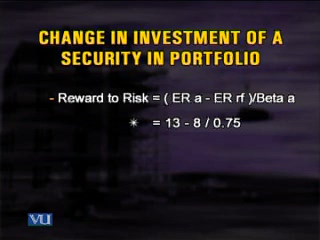 CHANGE IN INVESTMENT OF A
SECURITY IN PORTFOLIO
- Reward to Risk = ( ER a - ER rf )/Beta a
✶ = 13 - 8 / 0.75
VU